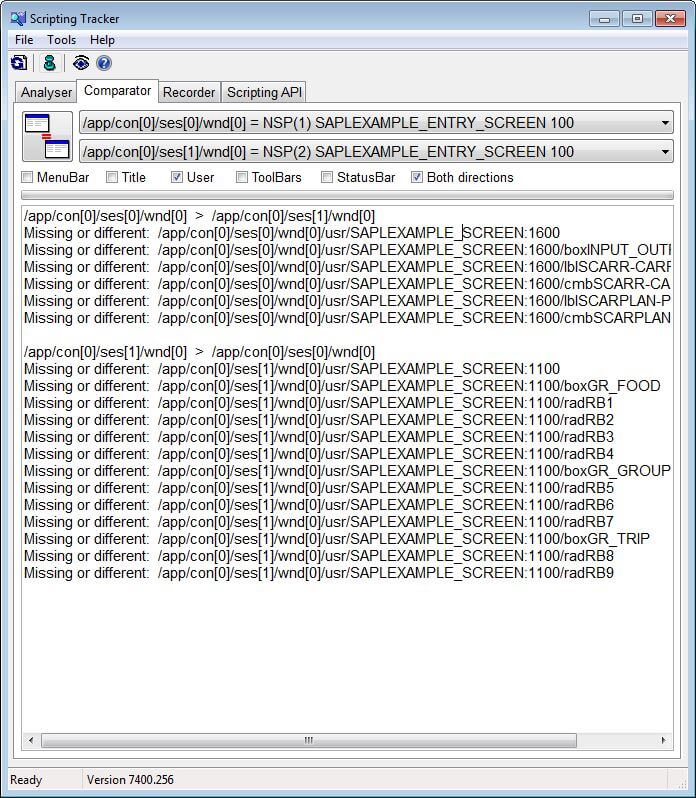 Scripting Tracker
File Tools Help
Analyser Comparator Recorder Scripting API
/app/con[0]/ses[0]/wnd[0] = NSP(1) SAPLEXAMPLE_ENTRY_SCREEN 100
/app/con[0]/ses[1]/wnd[0] = NSP(2) SAPLEXAMPLE_ENTRY_SCREEN 100
MenuBar Title User ToolBars StatusBar Both directions
/app/con[0]/ses[0]/wnd[0] > /app/con[0]/ses[1]/wnd[0]
Missing or different: /app/con[0]/ses[0]/wnd[0]/usr/SAPLEXAMPLE_SCREEN:1600
Missing or different: /app/con[0]/ses[0]/wnd[0]/usr/SAPLEXAMPLE_SCREEN:1600/boxINPUT_OUTP
Missing or different: /app/con[0]/ses[0]/wnd[0]/usr/SAPLEXAMPLE_SCREEN:1600/lblSCARR-CARR
Missing or different: /app/con[0]/ses[0]/wnd[0]/usr/SAPLEXAMPLE_SCREEN:1600/cmbSCARR-CA
Missing or different: /app/con[0]/ses[0]/wnd[0]/usr/SAPLEXAMPLE_SCREEN:1600/lblSCARPLAN-P
Missing or different: /app/con[0]/ses[0]/wnd[0]/usr/SAPLEXAMPLE_SCREEN:1600/cmbSCARPLAN
/app/con[0]/ses[1]/wnd[0] > /app/con[0]/ses[0]/wnd[0]
Missing or different: /app/con[0]/ses[1]/wnd[0]/usr/SAPLEXAMPLE_SCREEN:1100
Missing or different: /app/con[0]/ses[1]/wnd[0]/usr/SAPLEXAMPLE_SCREEN:1100/boxGR_FOOD
Missing or different: /app/con[0]/ses[1]/wnd[0]/usr/SAPLEXAMPLE_SCREEN:1100/radRB1
Missing or different: /app/con[0]/ses[1]/wnd[0]/usr/SAPLEXAMPLE_SCREEN:1100/radRB2
Missing or different: /app/con[0]/ses[1]/wnd[0]/usr/SAPLEXAMPLE_SCREEN:1100/radRB3
Missing or different: /app/con[0]/ses[1]/wnd[0]/usr/SAPLEXAMPLE_SCREEN:1100/radRB4
Missing or different: /app/con[0]/ses[1]/wnd[0]/usr/SAPLEXAMPLE_SCREEN:1100/boxGR_GROUP
Missing or different: /app/con[0]/ses[1]/wnd[0]/usr/SAPLEXAMPLE_SCREEN:1100/radRB5
Missing or different: /app/con[0]/ses[1]/wnd[0]/usr/SAPLEXAMPLE_SCREEN:1100/radRB6
Missing or different: /app/con[0]/ses[1]/wnd[0]/usr/SAPLEXAMPLE_SCREEN:1100/radRB7
Missing or different: /app/con[0]/ses[1]/wnd[0]/usr/SAPLEXAMPLE_SCREEN:1100/boxGR_TRIP
Missing or different: /app/con[0]/ses[1]/wnd[0]/usr/SAPLEXAMPLE_SCREEN:1100/radRB8
Missing or different: /app/con[0]/ses[1]/wnd[0]/usr/SAPLEXAMPLE_SCREEN:1100/radRB9
Ready Version 7400.256